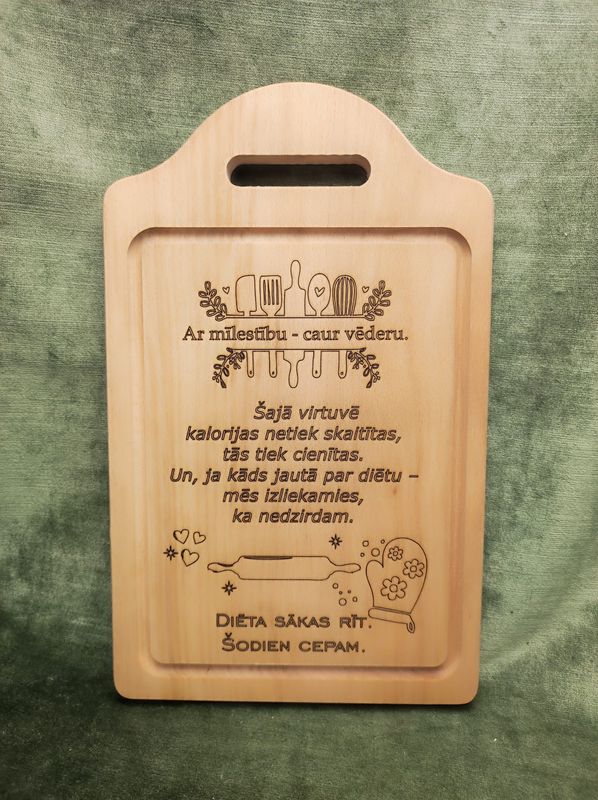 Ar mīlestību - caur vēderu.
Šajā virtuvē
kalorijas netiek skaitītas,
tās tiek cienītas.
Un, ja kāds jautā par diētu –
mēs izliekamies,
ka nedzirdam.
Diēta sākas rīt.
Šodien cepam.